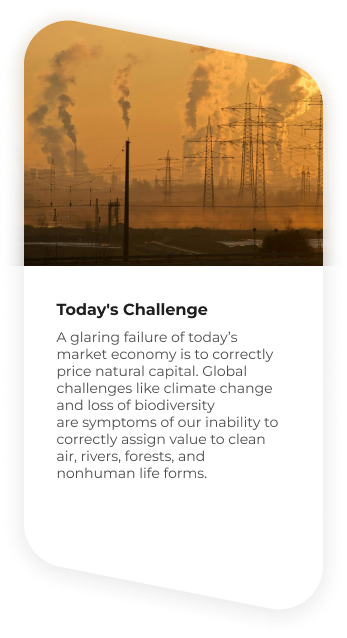 Today's Challenge
A glaring failure of today’s
market economy is to correctly
price natural capital. Global
challenges like climate change
and loss of biodiversity
are symptoms of our inability to
correctly assign value to clean
air, rivers, forests, and
nonhuman life forms.